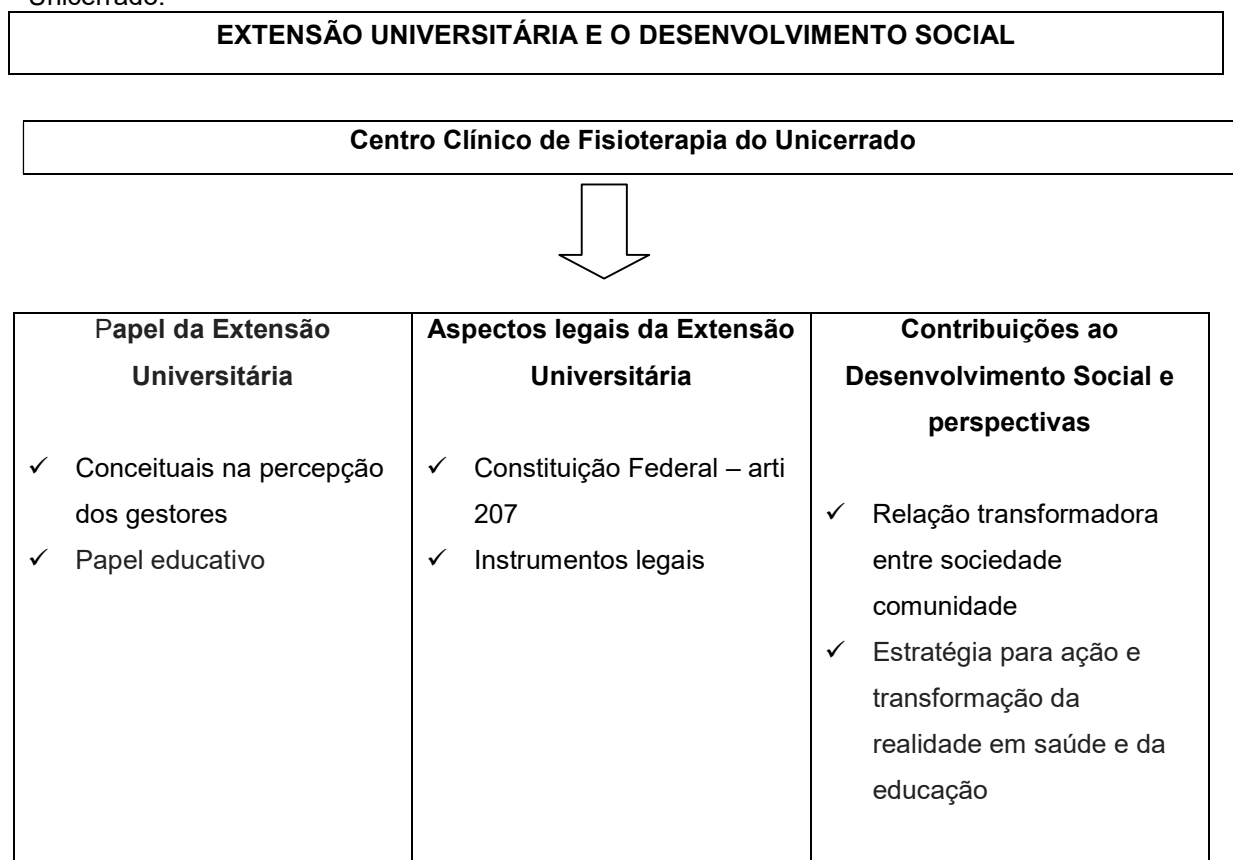 Unicerrado.
EXTENSÃO UNIVERSITÁRIA E O DESENVOLVIMENTO SOCIAL
Centro Clínico de Fisioterapia do Unicerrado
Papel da Extensão
Universitária
✓ Conceituais na percepção
dos gestores
✓ Papel educativo
Aspectos legais da Extensão
Universitária
✓ Constituição Federal – arti
207
✓ Instrumentos legais
Contribuições ao
Desenvolvimento Social e
perspectivas
✓ Relação transformadora
entre sociedade
comunidade
✓ Estratégia para ação e
transformação da
realidade em saúde e da
educação